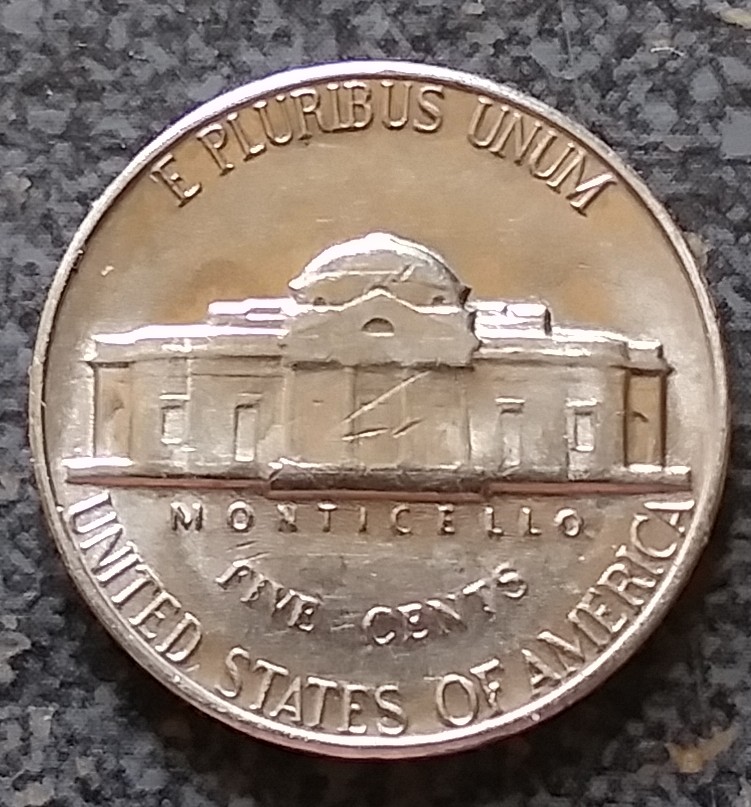 E PLURIBUS UNUM
MONTICELLO
FIVE CENTS
UNITED STATES OF AMERICA